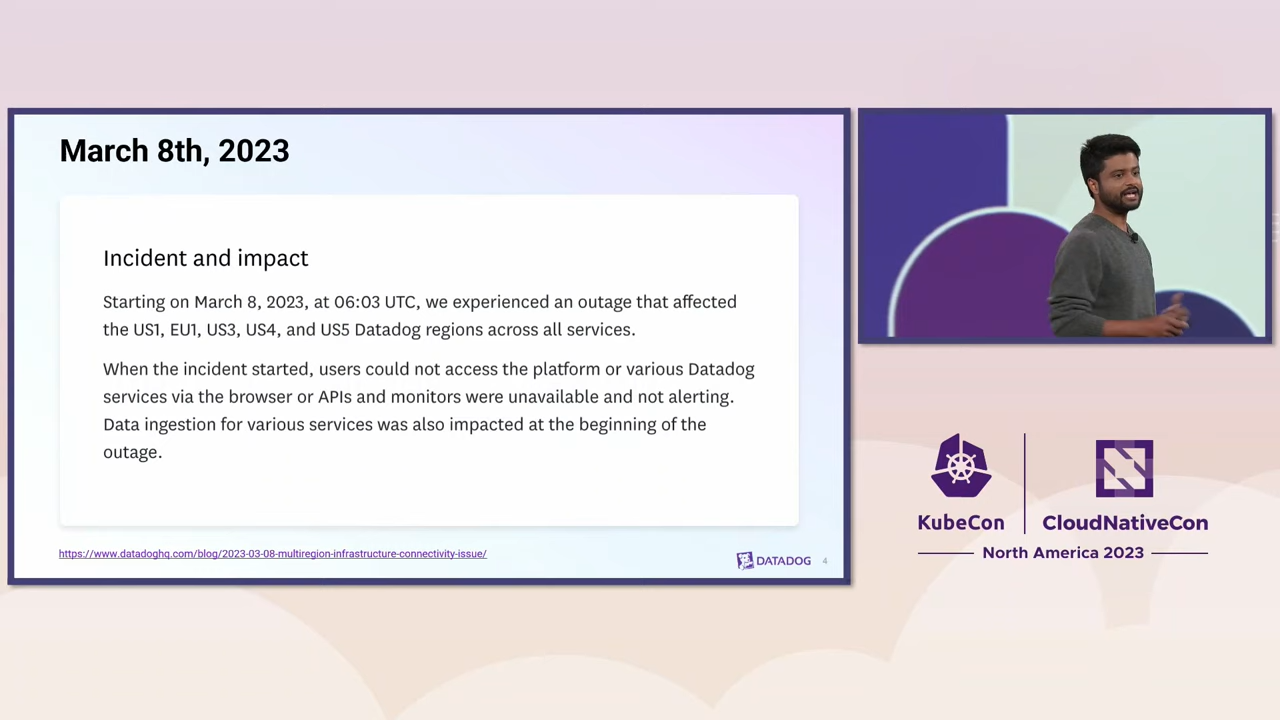 March 8th, 2023
Incident and impact
Starting on March 8, 2023, at 06:03 UTC, we experienced an outage that affected
the US1, EU1, US3, US4, and US5 Datadog regions across all services.
When the incident started, users could not access the platform or various Datadog
services via the browser or APIs and monitors were unavailable and not alerting.
Data ingestion for various services was also impacted at the beginning of the
outage.
https://www.datadoghq.com/blog/2023-03-08-multiregion-infrastructure-connectivity-issue/
DATADOG
4
KubeCon
CloudNativeCon
North America 2023